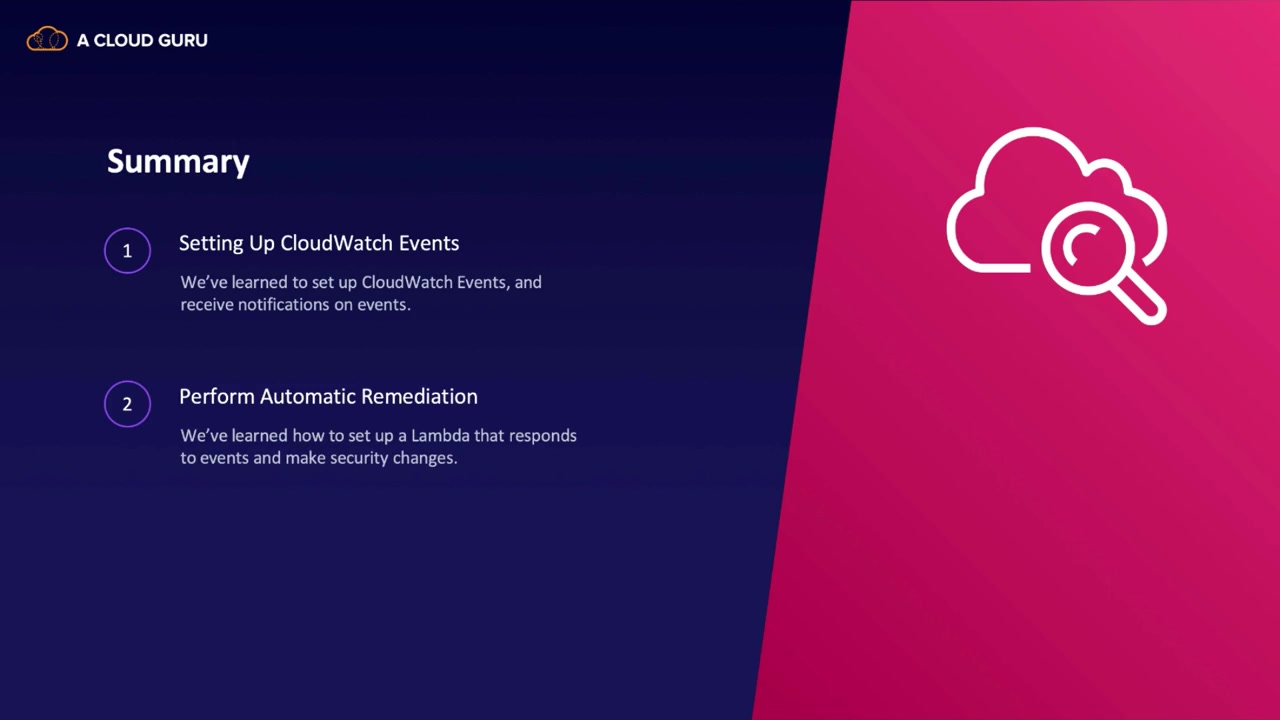 A CLOUD GURU
Summary
1
Setting Up CloudWatch Events
We’ve learned to set up CloudWatch Events, and
receive notifications on events.
2
Perform Automatic Remediation
We’ve learned how to set up a Lambda that responds
to events and make security changes.